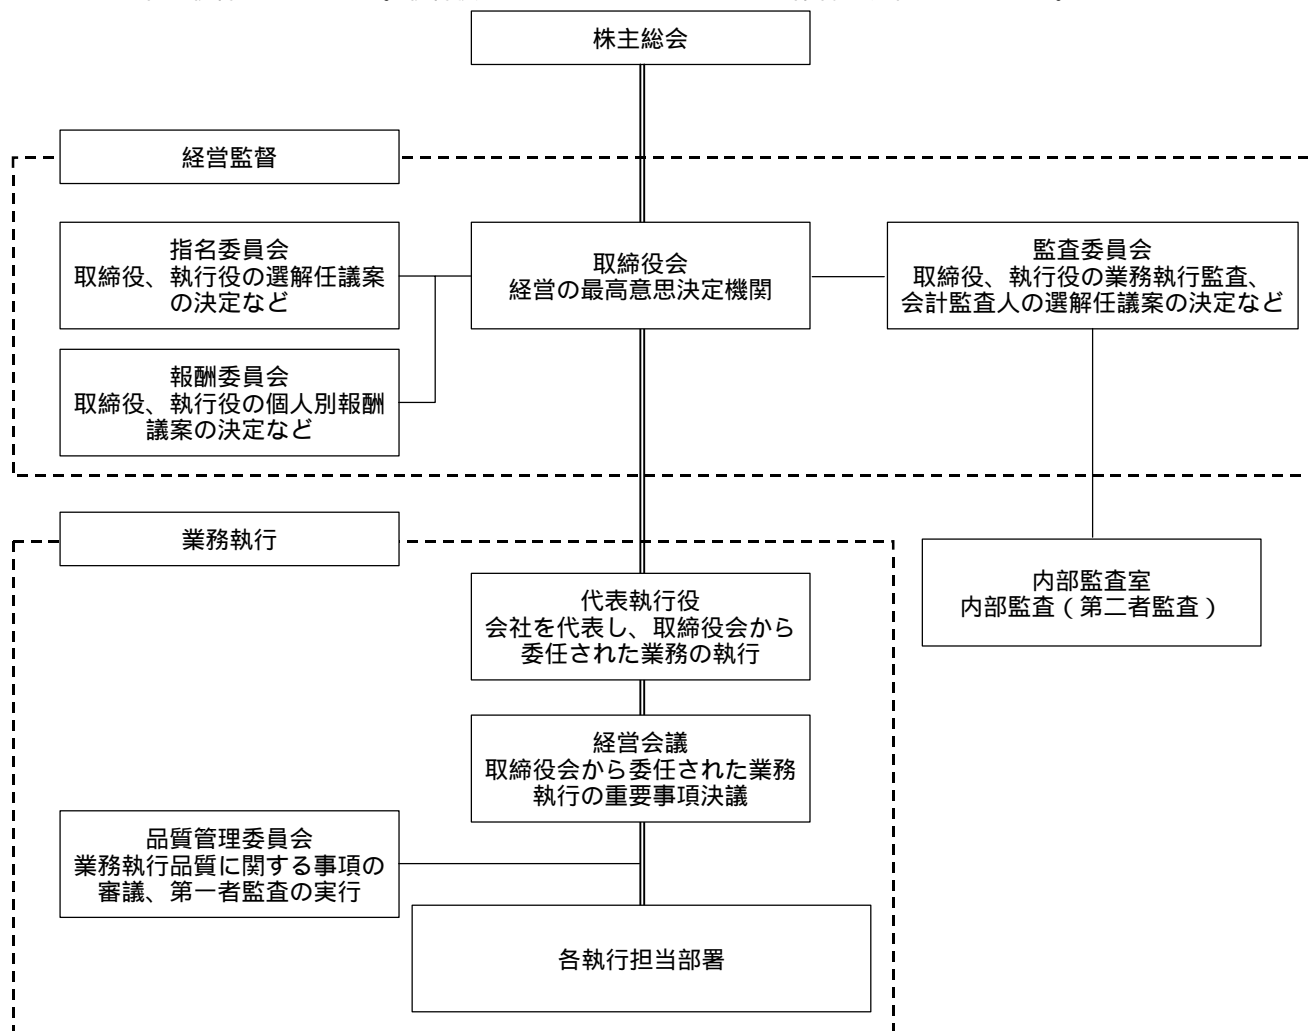 株主総会
経営監督
指名委員会
取締役、執行役の選解任議案
の決定など
取締役会
経営の最高意思決定機関
監査委員会
取締役、執行役の業務執行監査、
会計監査人の選解任議案の決定など
報酬委員会
取締役、執行役の個人別報酬
議案の決定など
業務執行
代表執行役
会社を代表し、取締役会から
委任された業務の執行
内部監査室
内部監査(第二者監査)
経営会議
取締役会から委任された業務
執行の重要事項決議
品質管理委員会
業務執行品質に関する事項の
審議、第一者監査の実行
各執行担当部署